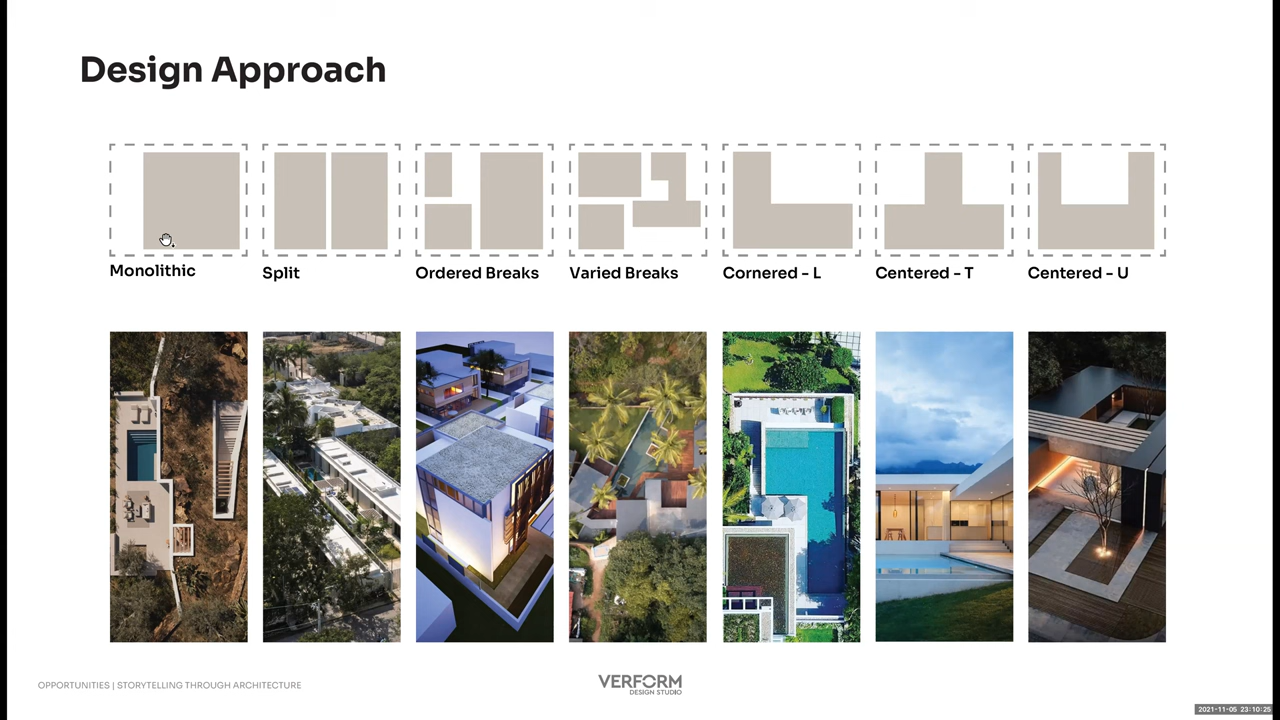 Design Approach
Monolithic
Split
Ordered Breaks
Varied Breaks
Cornered - L
Centered - T
Centered - U
OPPORTUNITIES | STORYTELLING THROUGH ARCHITECTURE
VERFORM
DESIGN STUDIO
2021-11-05 23:10:25